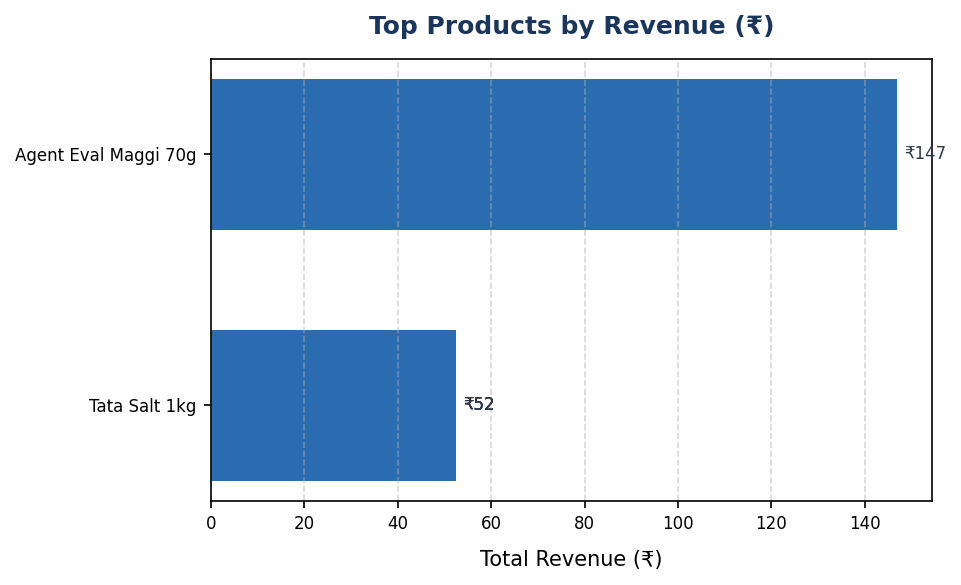 Top Products by Revenue (₹)
Agent Eval Maggi 70g
₹147
Tata Salt 1kg
₹52
0 20 40 60 80 100 120 140
Total Revenue (₹)